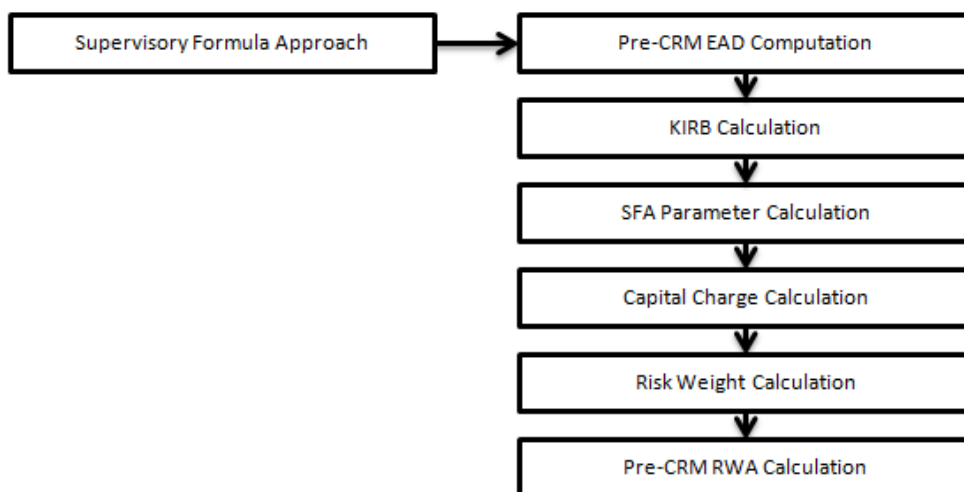 Supervisory Formula Approach
Pre-CRM EAD Computation
KIRB Calculation
SFA Parameter Calculation
Capital Charge Calculation
Risk Weight Calculation
Pre-CRM RWA Calculation